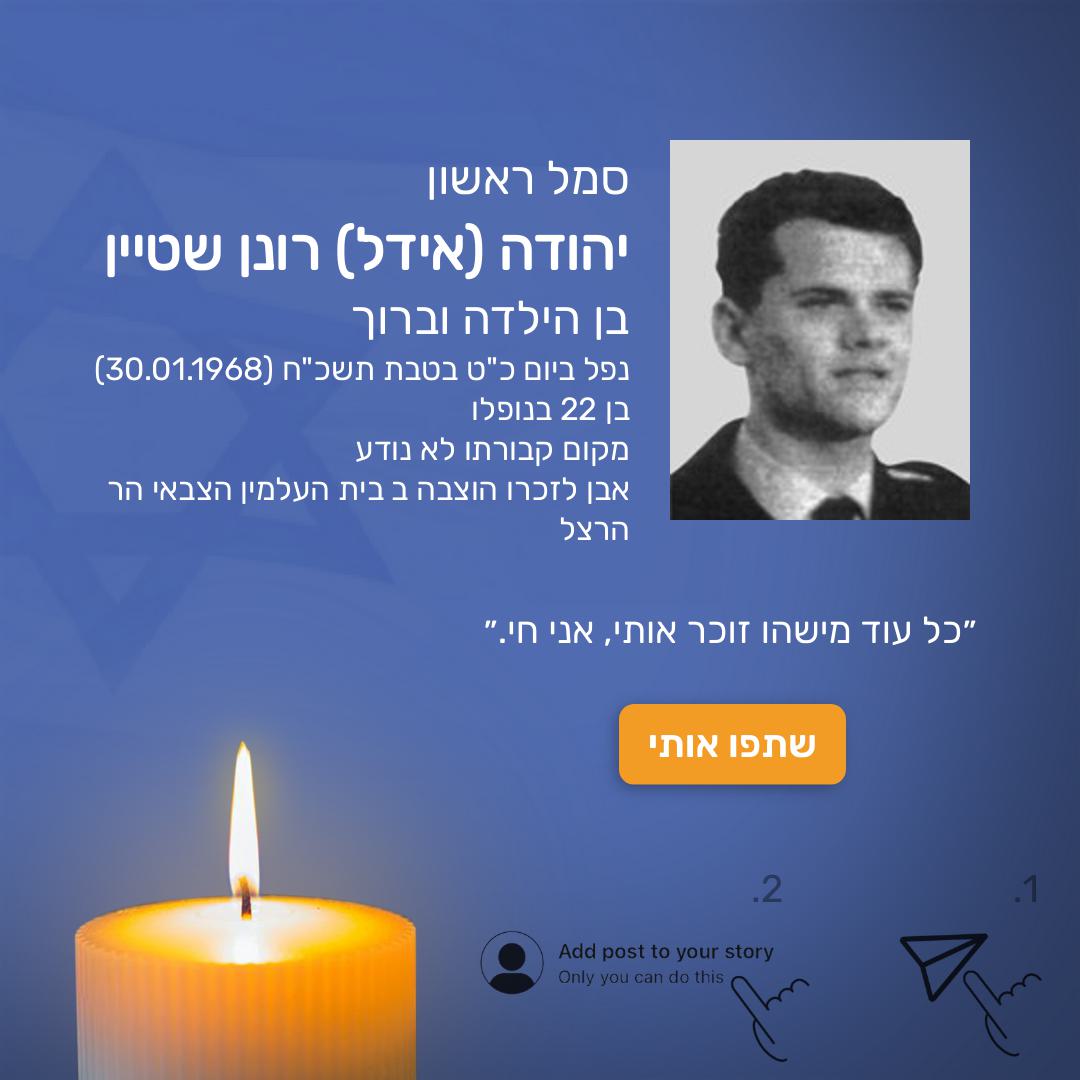 סמל ראשון
יהודה (אידל) רונן שטיין
בן הילדה וברוך
נפל ביום כ"ט בטבת תשכ"ח (30.01.1968)
בן 22 בנופלו
מקום קבורתו לא נודע
אבן לזכרו הוצבה ב בית העלמין הצבאי הר
הרצל
״כל עוד מישהו זוכר אותי, אני חי.״
שתפו אותי
1.
2.
Add post to your story
Only you can do this